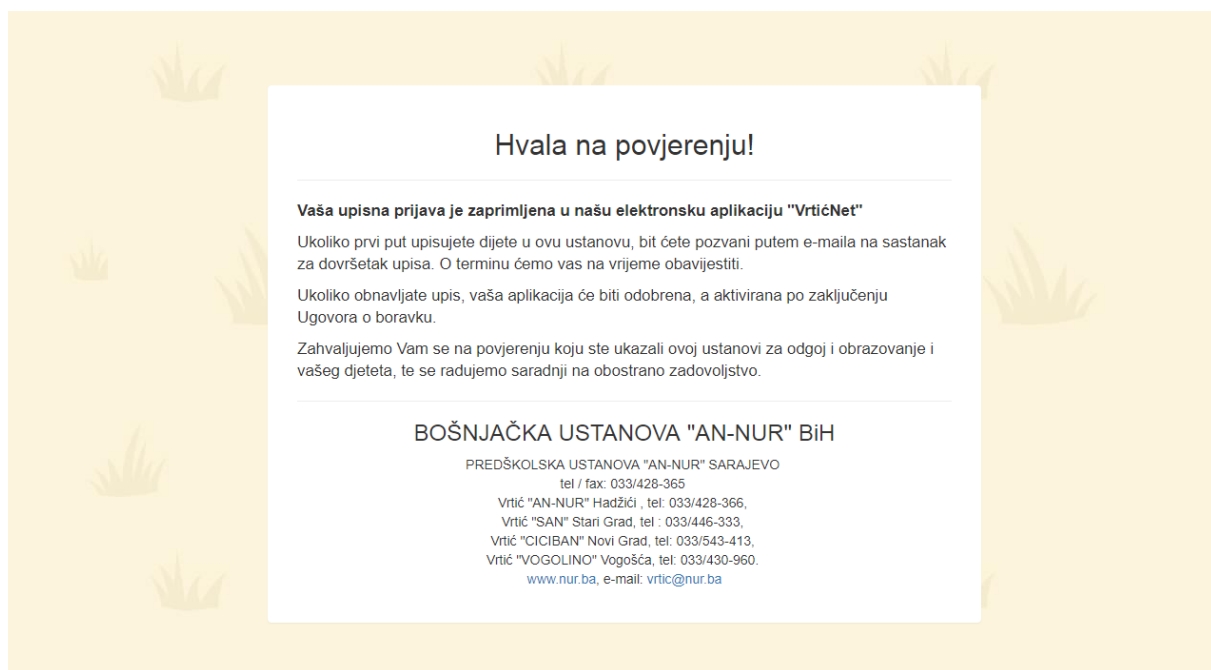 Hvala na povjerenju!
Vaša upisna prijava je zaprimljena u našu elektronsku aplikaciju "VrtićNet"
Ukoliko prvi put upisujete dijete u ovu ustanovu, bit ćete pozvani putem e-maila na sastanak
za dovršetak upisa. O terminu ćemo vas na vrijeme obavijestiti.
Ukoliko obnavljate upis, vaša aplikacija će biti odobrena, a aktivirana po zaključenju
Ugovora o boravku.
Zahvaljujemo Vam se na povjerenju koju ste ukazali ovoj ustanovi za odgoj i obrazovanje i
vašeg djeteta, te se radujemo saradnji na obostrano zadovoljstvo.
BOŠNJAČKA USTANOVA "AN-NUR" BiH
PREDŠKOLSKA USTANOVA "AN-NUR" SARAJEVO
tel / fax: 033/428-365
Vrtić "AN-NUR" Hadžići , tel: 033/428-366,
Vrtić "SAN" Stari Grad, tel : 033/446-333,
Vrtić "CICIBAN" Novi Grad, tel: 033/543-413,
Vrtić "VOGOLINO" Vogošća, tel: 033/430-960.
www.nur.ba, e-mail: vrtic@nur.ba